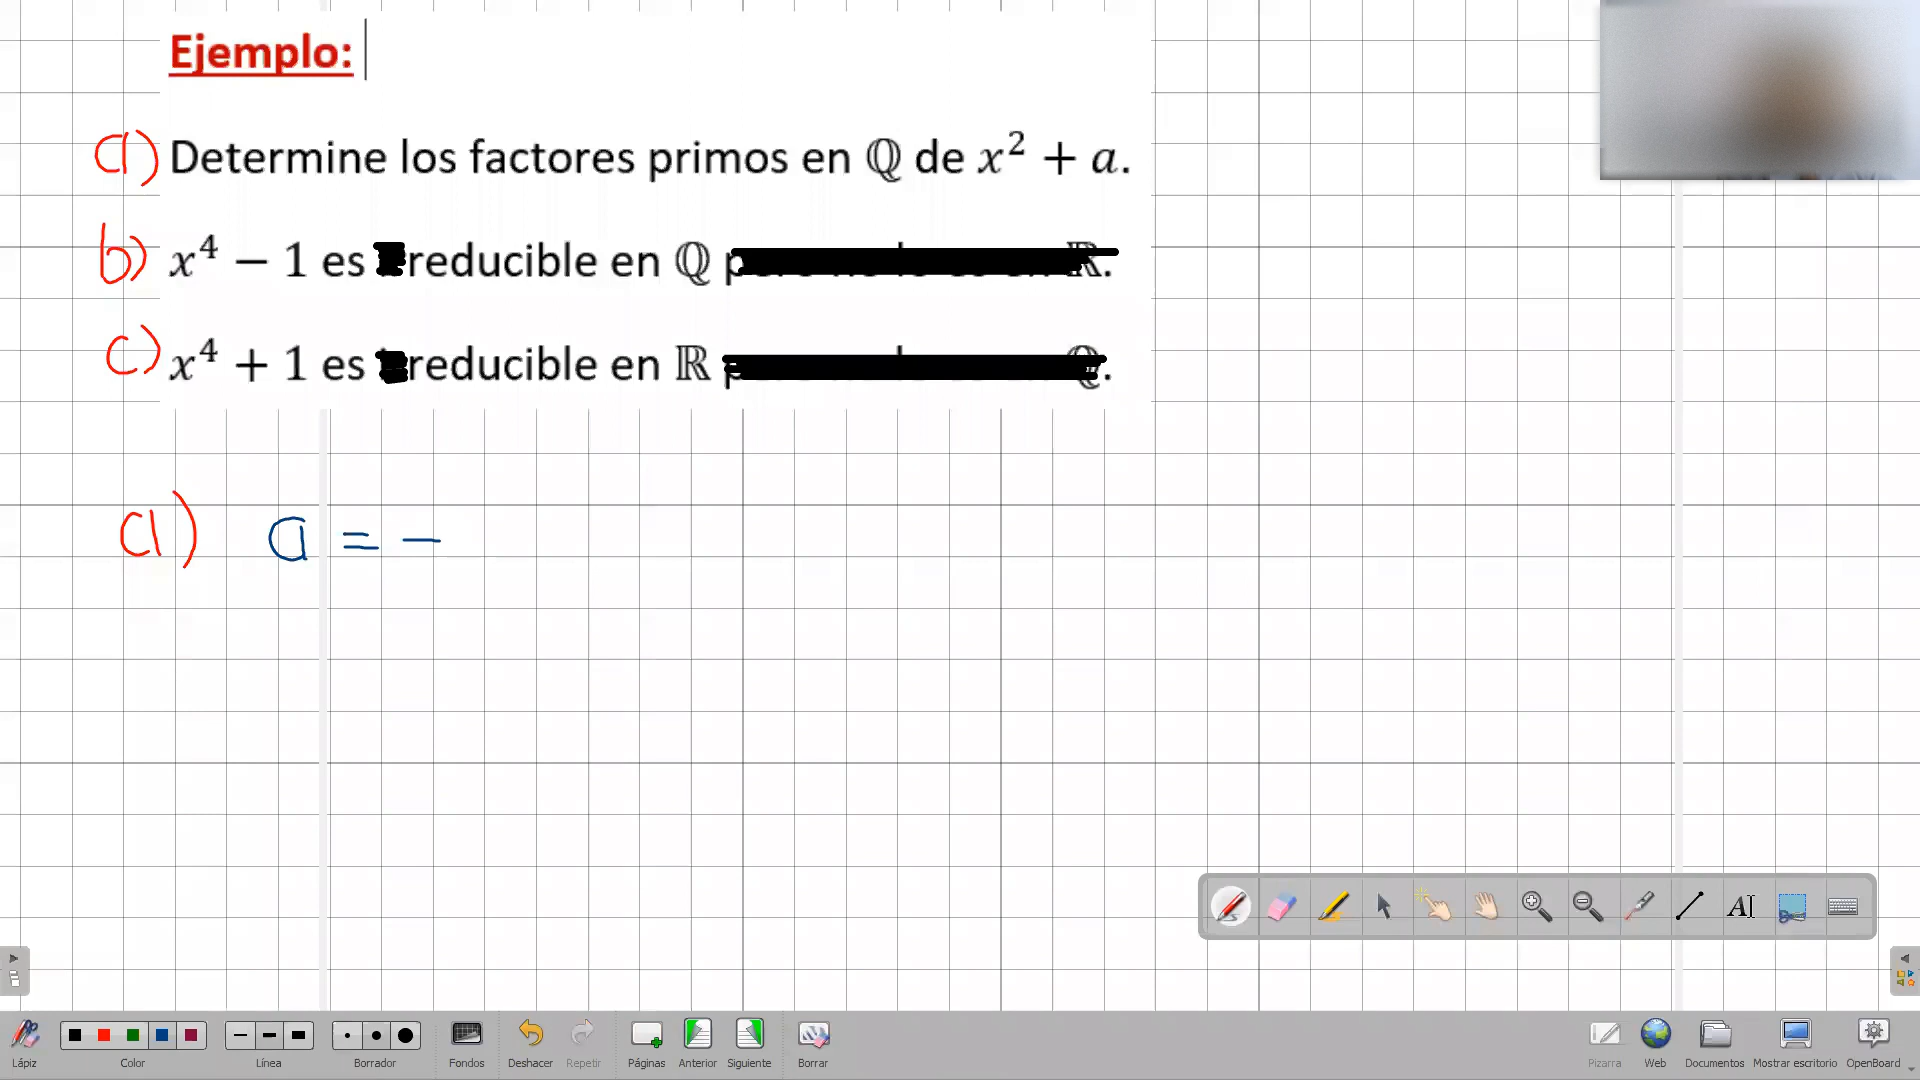 Ejemplo:
a) Determine los factores primos en ℚ de x² + a.
b) x⁴ − 1 es reducible en ℚ
c) x⁴ + 1 es reducible en ℝ
a) a = −
Lápiz Color Línea Borrador Fondos Deshacer Repetir Páginas Anterior Siguiente Borrar Pizarra Web Documentos Mostrar escritorio OpenBoard